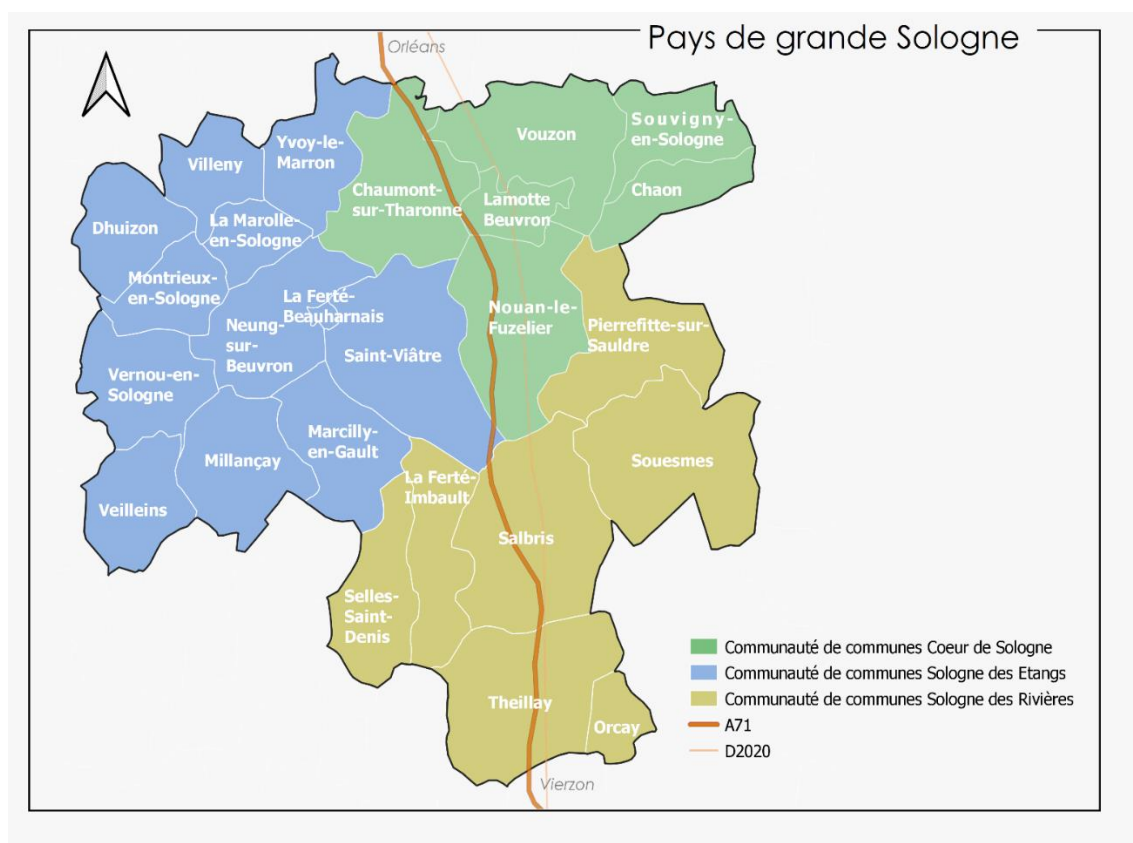 Pays de grande Sologne
Orléans
Vouzon
Souvigny-
en-Sologne
Yvoy-le-
Marron
Villeny
Chaumont-
sur-Tharonne
Lamotte
Beuvron
Chaon
Dhuizon
La Marolle-
en-Sologne
Montrieux-
en-Sologne
La Ferté-
Beauharnais
Nouan-le-
Fuzelier
Neung-
sur-
Beuvron
Saint-Viâtre
Pierrefitte-sur-
Sauldre
Vernou-en-
Sologne
Marcilly-
en-Gault
Millançay
Souesmes
La Ferté-
Imbault
Veilleins
Salbris
Selles-
Saint-
Denis
Theillay
Orcay
Vierzon
Communauté de communes Coeur de Sologne
Communauté de communes Sologne des Etangs
Communauté de communes Sologne des Rivières
A71
D2020